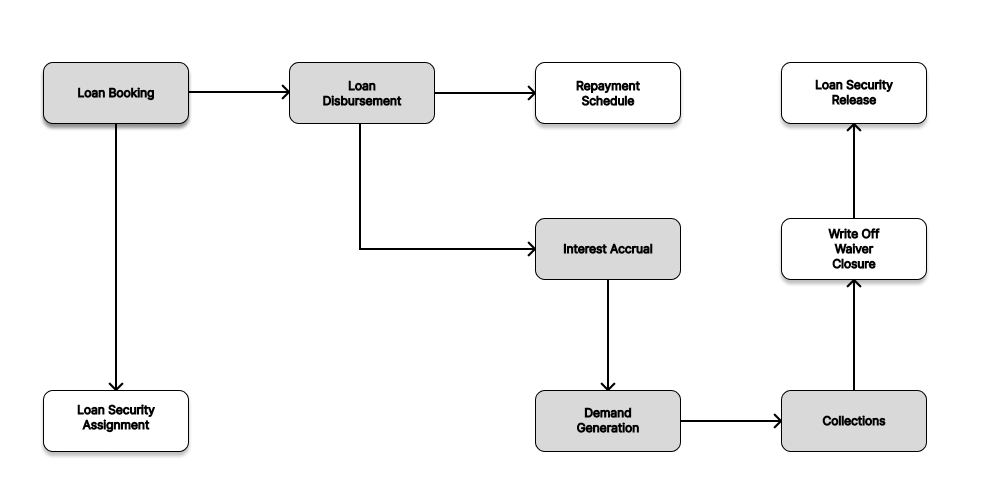 Loan Booking
Loan
Disbursement
Repayment
Schedule
Loan Security
Release
Interest Accrual
Write Off
Waiver
Closure
Loan Security
Assignment
Demand
Generation
Collections